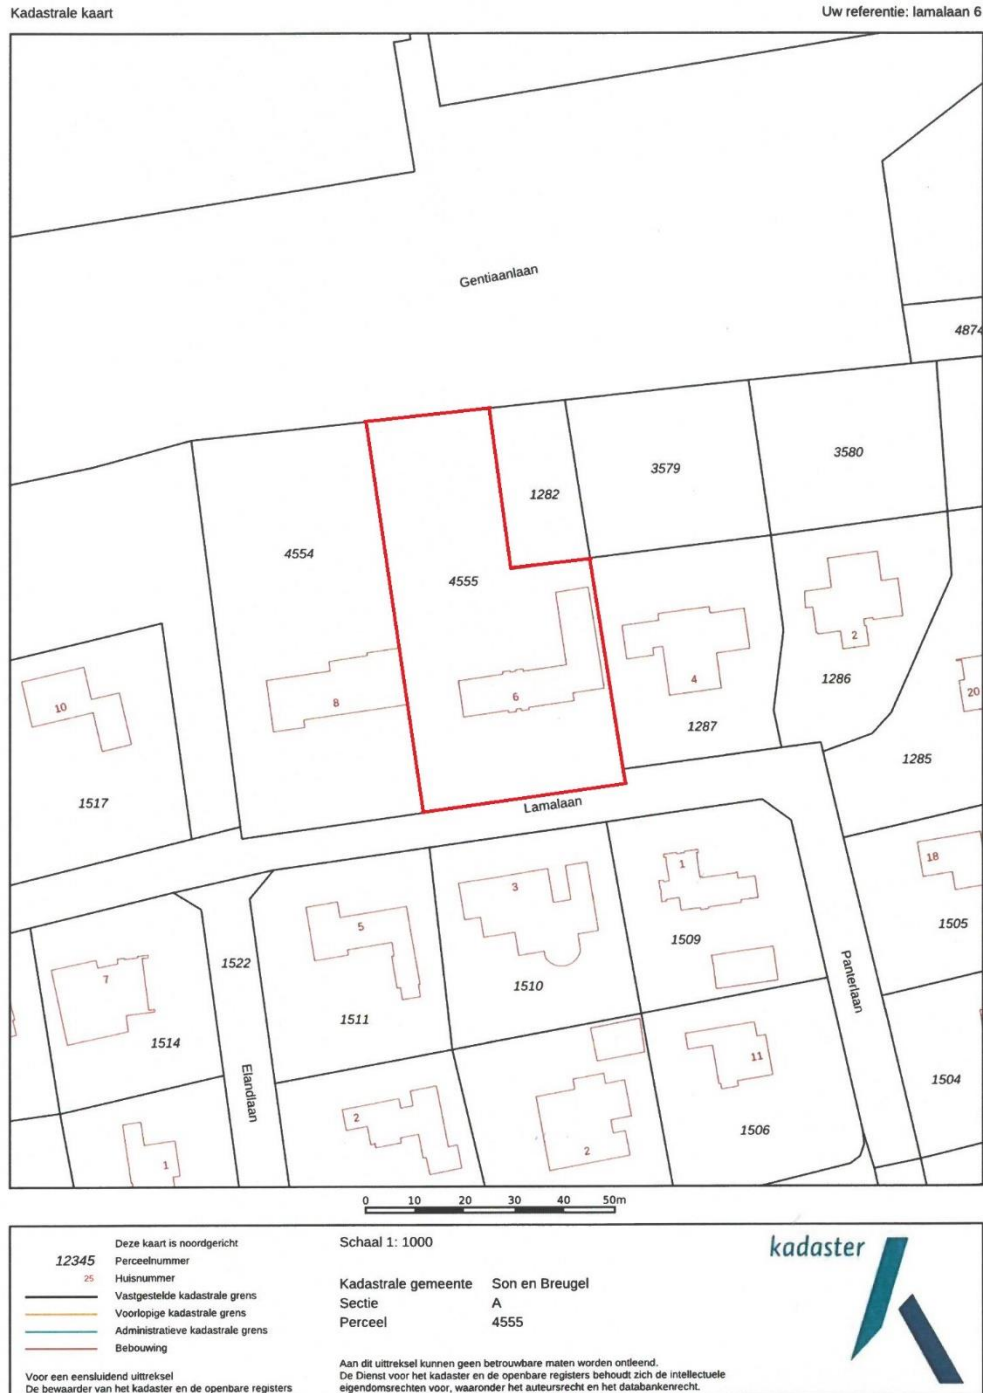 Kadastrale kaart
Uw referentie: lamalaan 6
Gentiaanlaan
4874
3580
3579
1282
4554
4555
2
10
8
6
4
1286
20
1287
1285
1517
Lamalaan
18
3
1
5
1505
1509
7
1522
1510
Panterlaan
1511
1514
11
1504
Elandlaan
2
1506
2
1
0 10 20 30 40 50m
Deze kaart is noordgericht
12345 Perceelnummer
25 Huisnummer
Vastgestelde kadastrale grens
Voorlopige kadastrale grens
Administratieve kadastrale grens
Bebouwing
Voor een eensluidend uittreksel
De bewaarder van het kadaster en de openbare registers
Schaal 1: 1000
Kadastrale gemeente Son en Breugel
Sectie A
Perceel 4555
Aan dit uittreksel kunnen geen betrouwbare maten worden ontleend.
De Dienst voor het kadaster en de openbare registers behoudt zich de intellectuele
eigendomsrechten voor, waaronder het auteursrecht en het databankenrecht.
kadaster